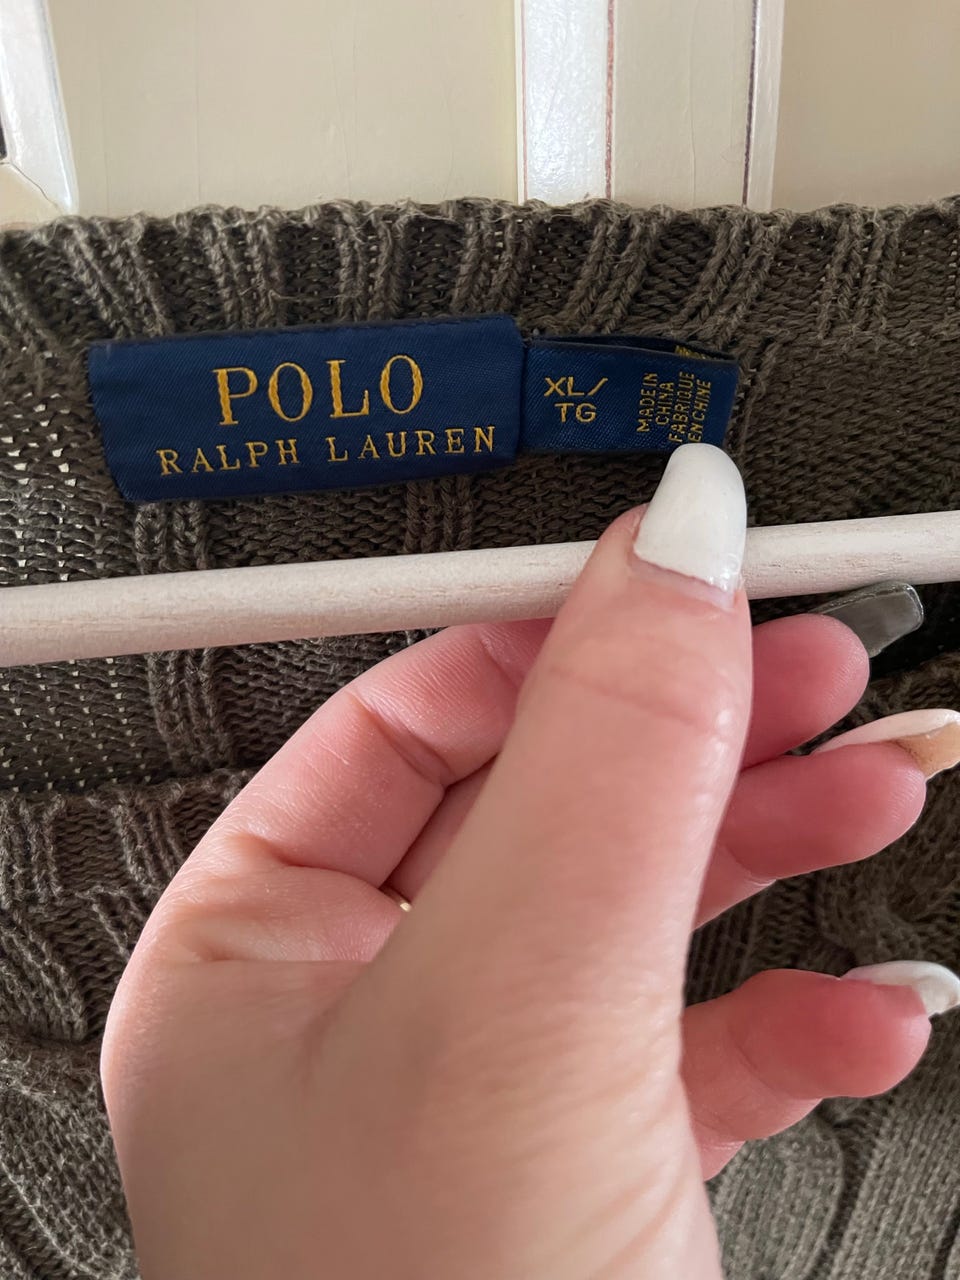 POLO
RALPH LAUREN
XL/
TG
MADE IN
CHINA
FABRIQUE
EN CHINE